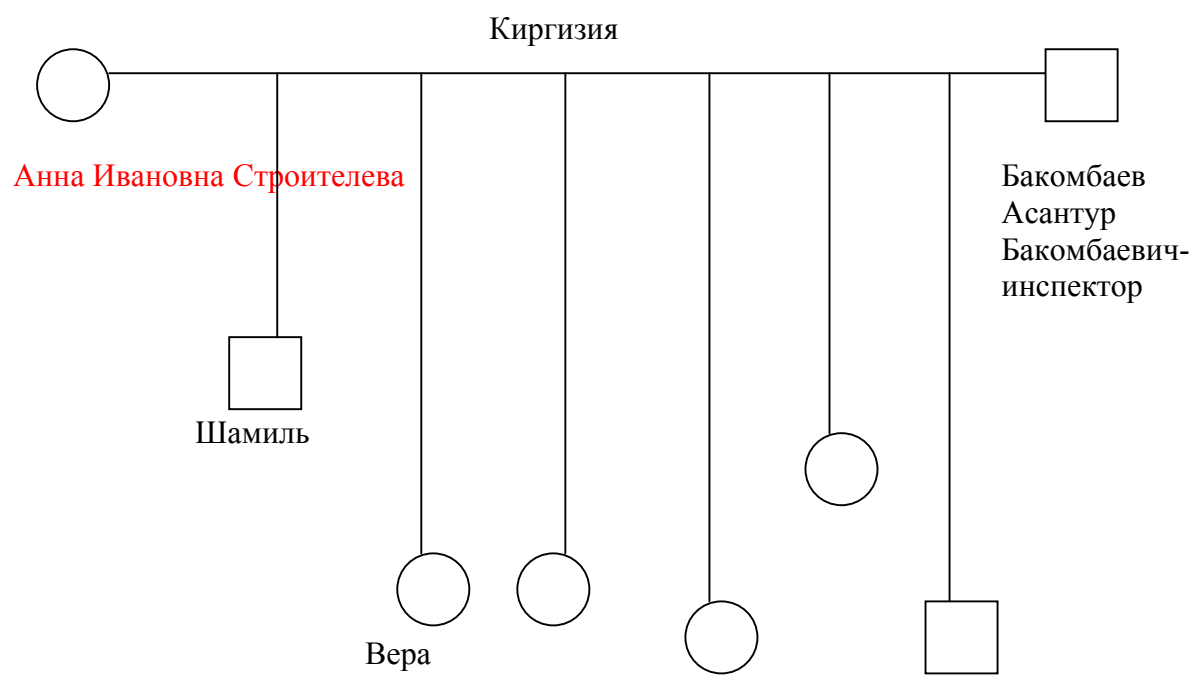 Киргизия
Анна Ивановна Строителева
Бакомбаев
Асантур
Бакомбаевич-
инспектор
Шамиль
Вера